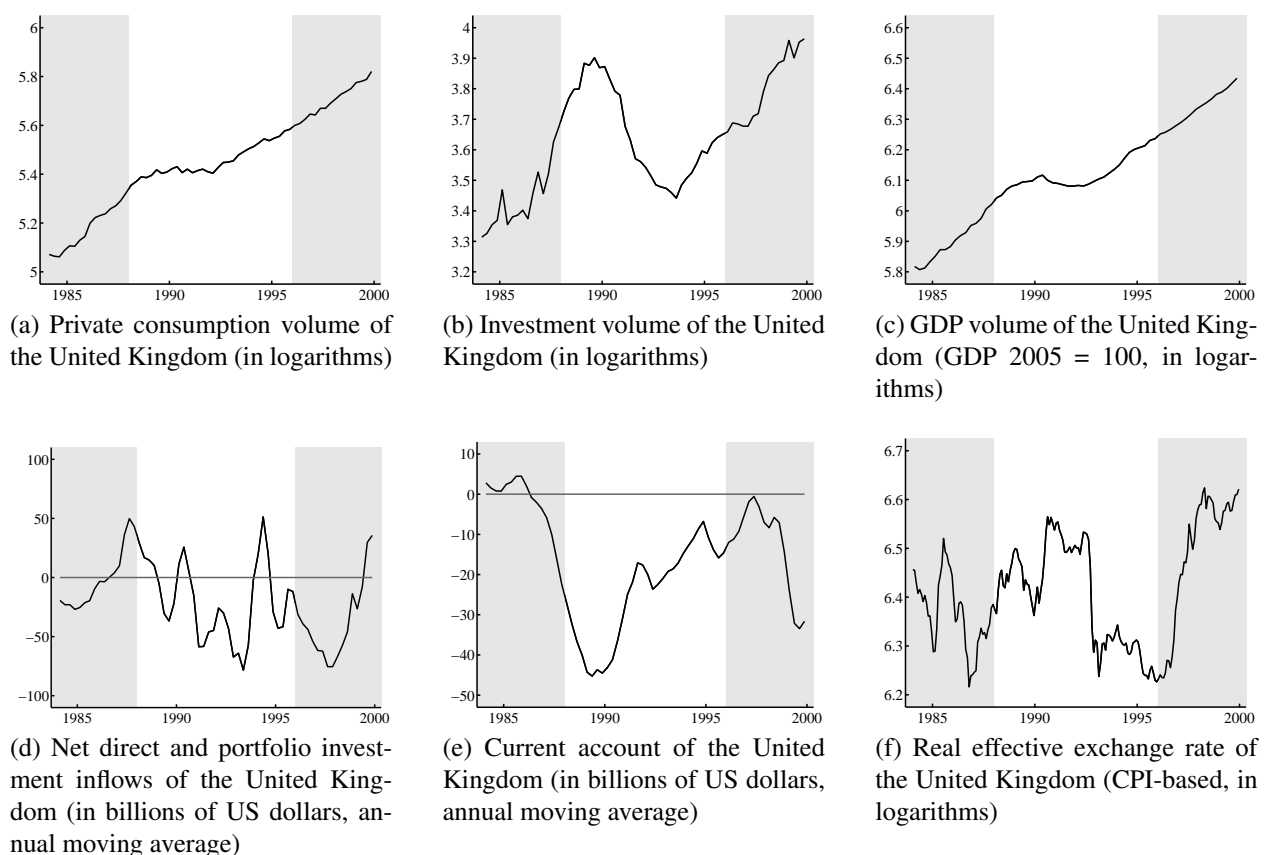 6
5.8
5.6
5.4
5.2
5
1985 1990 1995 2000
(a) Private consumption volume of
the United Kingdom (in logarithms)
4
3.9
3.8
3.7
3.6
3.5
3.4
3.3
3.2
1985 1990 1995 2000
(b) Investment volume of the United
Kingdom (in logarithms)
6.6
6.5
6.4
6.3
6.2
6.1
6
5.9
5.8
1985 1990 1995 2000
(c) GDP volume of the United King-
dom (GDP 2005 = 100, in logar-
ithms)
100
50
0
−50
−100
1985 1990 1995 2000
(d) Net direct and portfolio invest-
ment inflows of the United King-
dom (in billions of US dollars, an-
nual moving average)
10
0
−10
−20
−30
−40
−50
1985 1990 1995 2000
(e) Current account of the United
Kingdom (in billions of US dollars,
annual moving average)
6.7
6.6
6.5
6.4
6.3
6.2
1985 1990 1995 2000
(f) Real effective exchange rate of
the United Kingdom (CPI-based, in
logarithms)